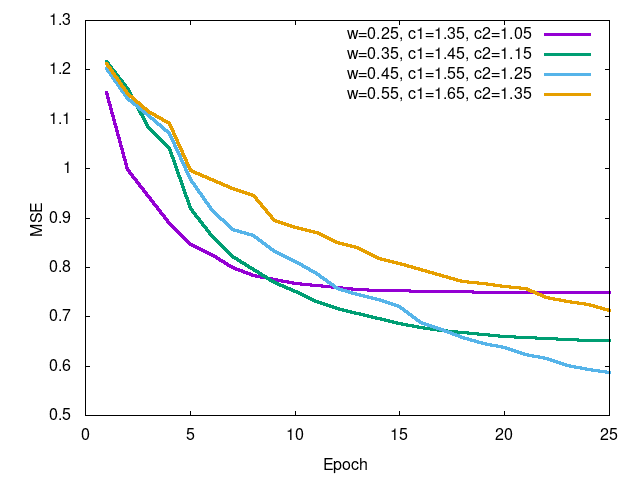 1.3
1.2
1.1
1
0.9
0.8
0.7
0.6
0.5
MSE
w=0.25, c1=1.35, c2=1.05
w=0.35, c1=1.45, c2=1.15
w=0.45, c1=1.55, c2=1.25
w=0.55, c1=1.65, c2=1.35
0 5 10 15 20 25
Epoch